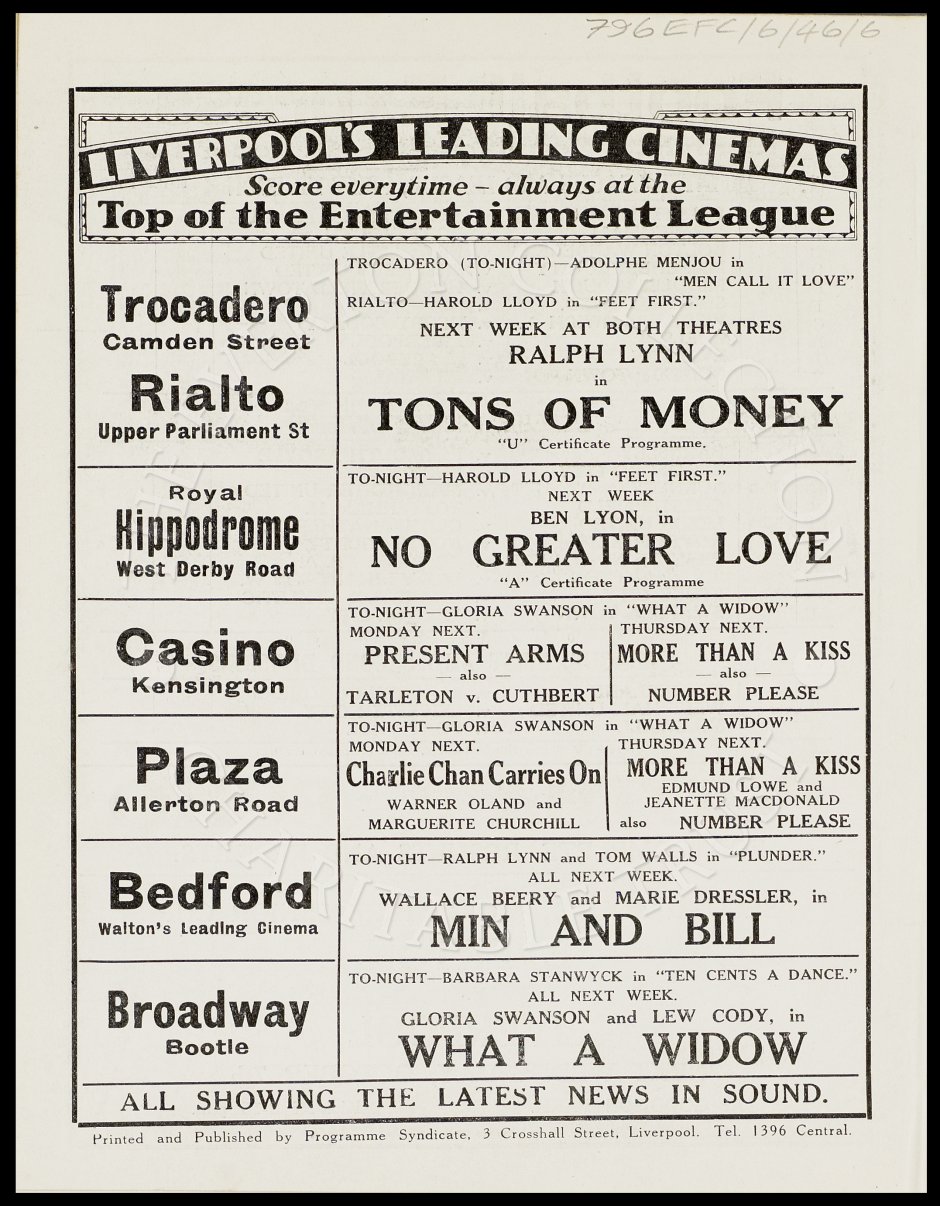 796EFC/6/46/6
LIVERPOOL'S LEADING CINEMAS
Score everytime – always at the
Top of the Entertainment League
Trocadero
Camden Street
Rialto
Upper Parliament St
TROCADERO (TO-NIGHT)—ADOLPHE MENJOU in
"MEN CALL IT LOVE"
RIALTO—HAROLD LLOYD in "FEET FIRST."
NEXT WEEK AT BOTH THEATRES
RALPH LYNN
in
TONS OF MONEY
"U" Certificate Programme.
Royal
Hippodrome
West Derby Road
TO-NIGHT—HAROLD LLOYD in "FEET FIRST."
NEXT WEEK
BEN LYON, in
NO GREATER LOVE
"A" Certificate Programme
Casino
Kensington
TO-NIGHT—GLORIA SWANSON in "WHAT A WIDOW"
MONDAY NEXT.
PRESENT ARMS
— also —
TARLETON v. CUTHBERT
THURSDAY NEXT.
MORE THAN A KISS
— also —
NUMBER PLEASE
Plaza
Allerton Road
TO-NIGHT—GLORIA SWANSON in "WHAT A WIDOW"
MONDAY NEXT.
Charlie Chan Carries On
WARNER OLAND and
MARGUERITE CHURCHILL
THURSDAY NEXT.
MORE THAN A KISS
EDMUND LOWE and
JEANETTE MACDONALD
also NUMBER PLEASE
Bedford
Walton's Leading Cinema
TO-NIGHT—RALPH LYNN and TOM WALLS in "PLUNDER."
ALL NEXT WEEK.
WALLACE BEERY and MARIE DRESSLER, in
MIN AND BILL
Broadway
Bootle
TO-NIGHT—BARBARA STANWYCK in "TEN CENTS A DANCE."
ALL NEXT WEEK.
GLORIA SWANSON and LEW CODY, in
WHAT A WIDOW
ALL SHOWING THE LATEST NEWS IN SOUND.
Printed and Published by Programme Syndicate, 3 Crosshall Street, Liverpool. Tel. 1396 Central.
THE EVERTON COLLECTION
CHARITABLE TRUST